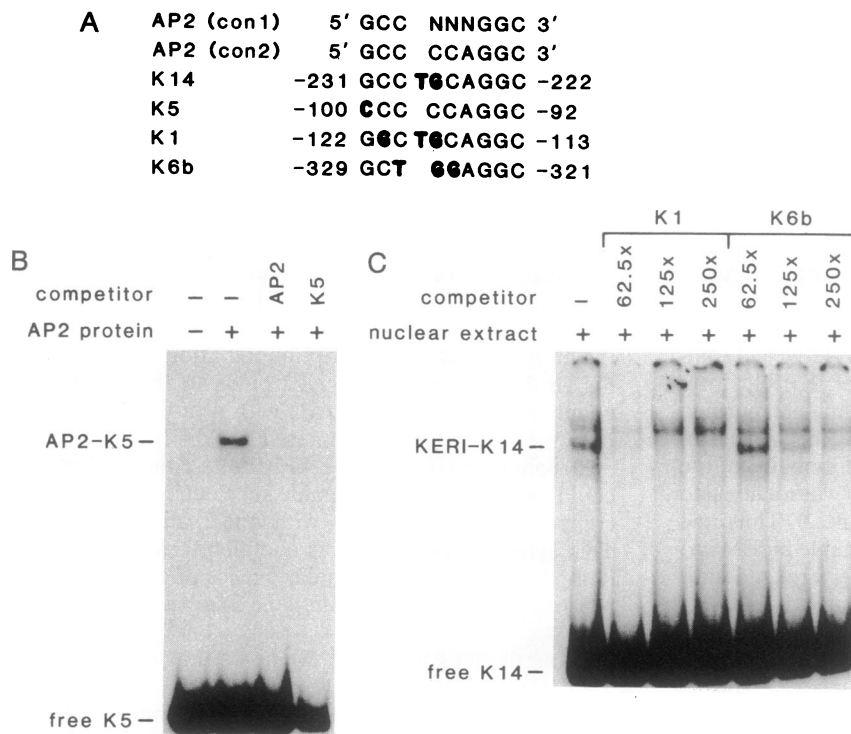 A
AP2 (con1) 5' GCC NNNGGC 3'
AP2 (con2) 5' GCC CCAGGC 3'
K14 -231 GCC TGCAGGC -222
K5 -100 CCC CCAGGC -92
K1 -122 GGC TGCAGGC -113
K6b -329 GCT GGAGGC -321
B
competitor – – AP2 K5
AP2 protein – + + +
AP2-K5 –
free K5 –
C
K1 K6b
competitor – 62.5x 125x 250x 62.5x 125x 250x
nuclear extract + + + + + + +
KERI-K14 –
free K14 –